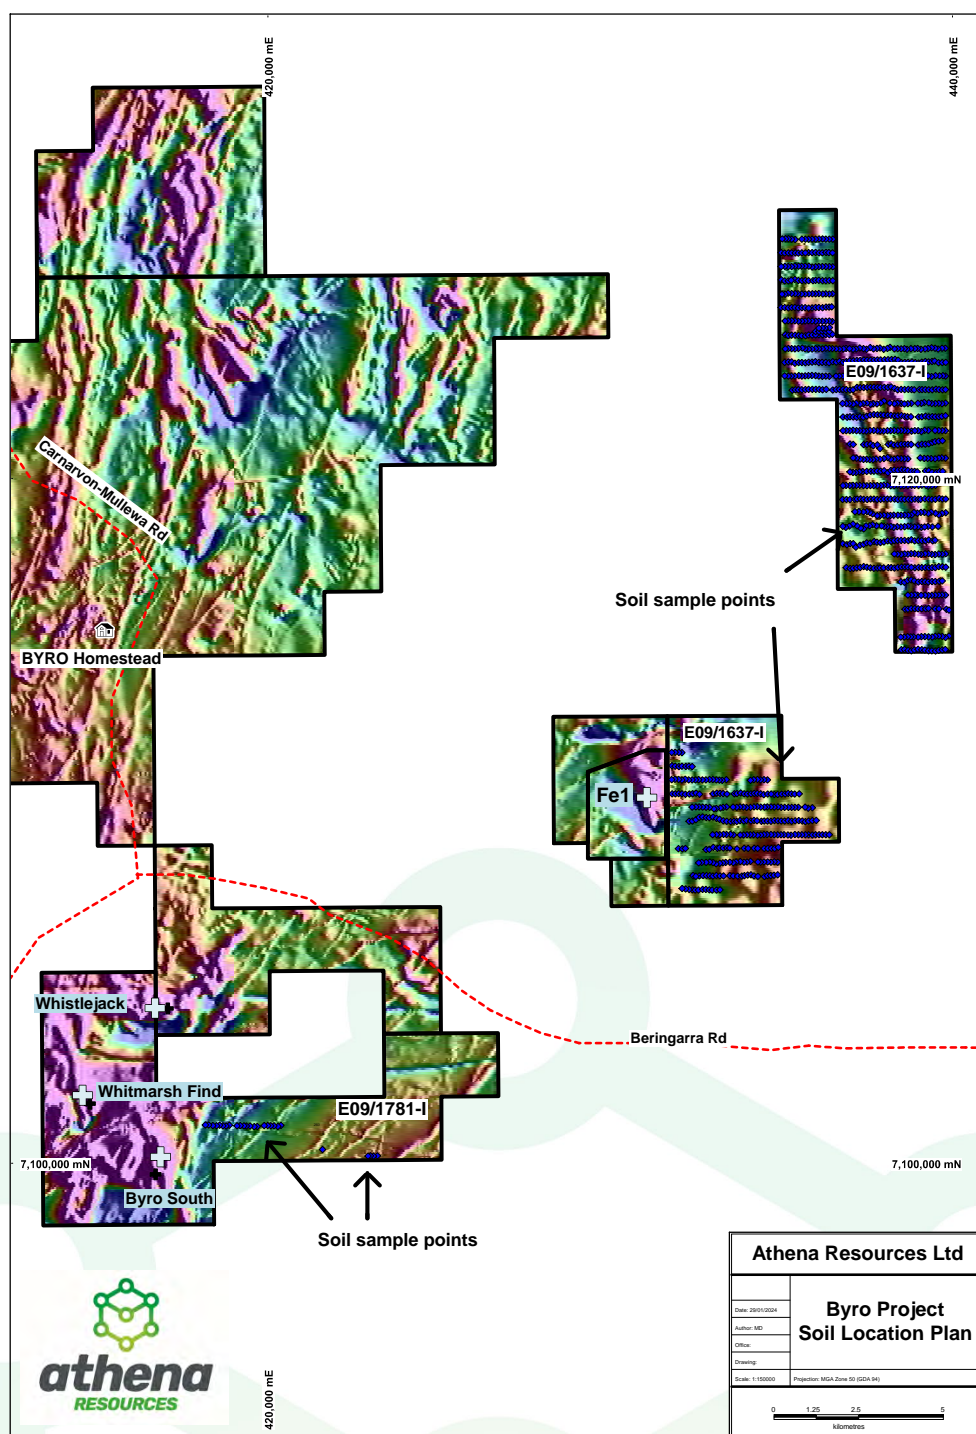 420,000 mE
440,000 mE
E09/1637-I
Carnarvon-Mullewa Rd
7,120,000 mN
Soil sample points
BYRO Homestead
E09/1637-I
Fe1
Whistlejack
Beringarra Rd
Whitmarsh Find
E09/1781-I
7,100,000 mN
7,100,000 mN
Byro South
Soil sample points
Athena Resources Ltd
Byro Project
Soil Location Plan
Date: 29/01/2024
Author: MD
Office:
Drawing:
Scale: 1:150000
Projection: MGA Zone 50 (GDA 94)
0 1.25 2.5 5
kilometres
athena
RESOURCES
420,000 mE